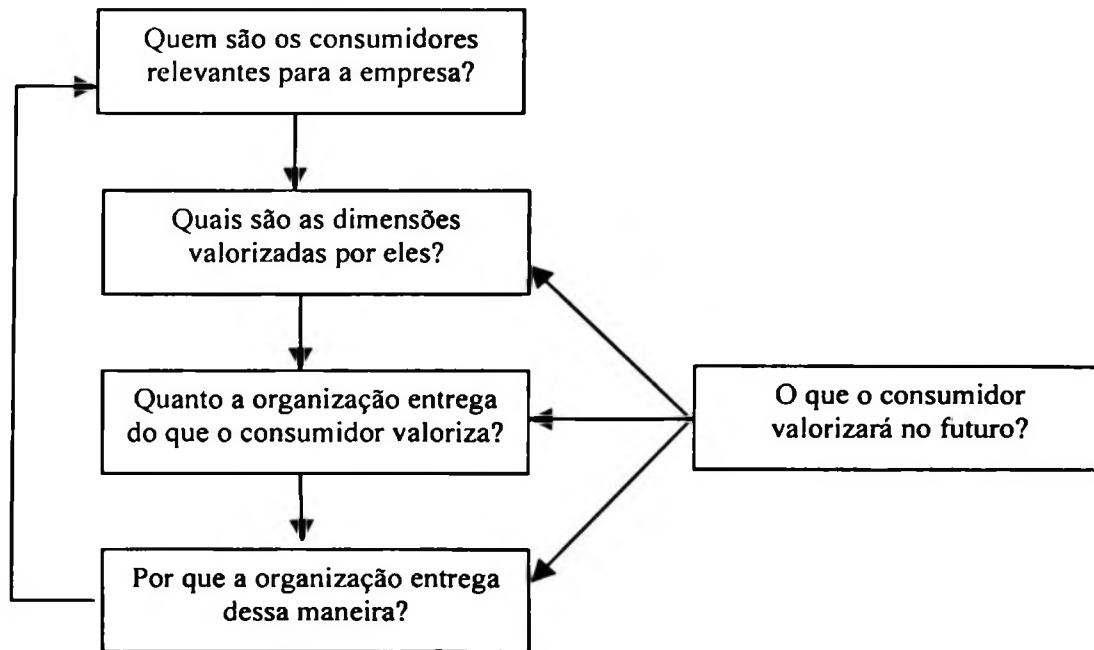 Quem são os consumidores
relevantes para a empresa?
Quais são as dimensões
valorizadas por eles?
Quanto a organização entrega
do que o consumidor valoriza?
O que o consumidor
valorizará no futuro?
Por que a organização entrega
dessa maneira?